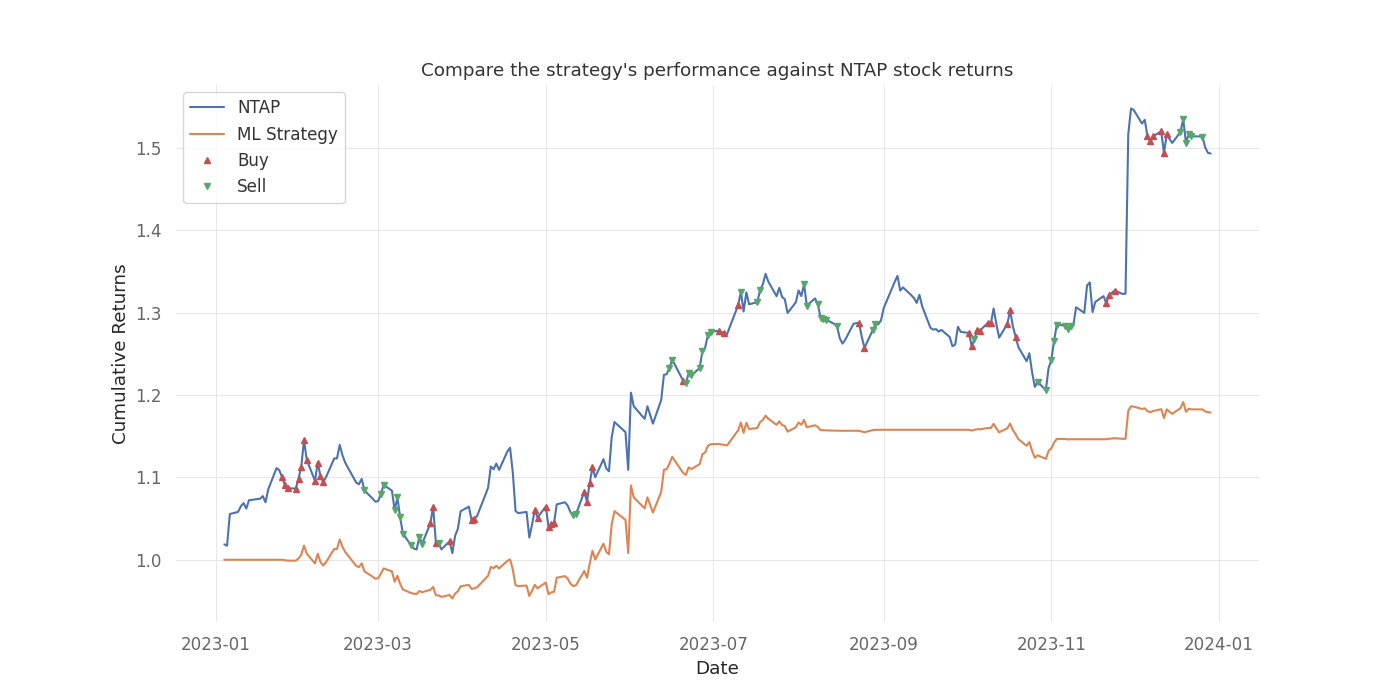 Compare the strategy's performance against NTAP stock returns
NTAP
ML Strategy
Buy
Sell
Cumulative Returns
1.5
1.4
1.3
1.2
1.1
1.0
2023-01
2023-03
2023-05
2023-07
2023-09
2023-11
2024-01
Date